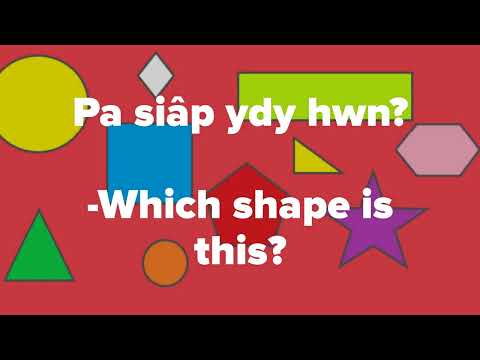 Pa siâp ydy hwn?
-Which shape is
this?